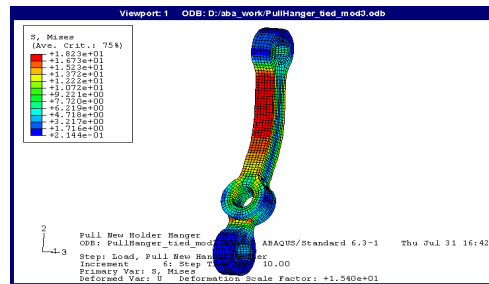 Viewport: 1 ODB: D:/aba_work/PullHanger_tied_mod3.odb
S, Mises
(Ave. Crit.: 75%)
+1.823e+01
+1.673e+01
+1.523e+01
+1.372e+01
+1.222e+01
+1.072e+01
+9.221e+00
+7.720e+00
+6.219e+00
+4.718e+00
+3.217e+00
+1.716e+00
+2.144e-01
2
3
Pull New Holder Hanger
ODB: PullHanger_tied_mod ABAQUS/Standard 6.3-1 Thu Jul 31 16:42
Step: Load, Pull New Han
Increment 6: Step T 10.00
Primary Var: S, Mises
Deformed Var: U Deformation Scale Factor: +1.540e+01